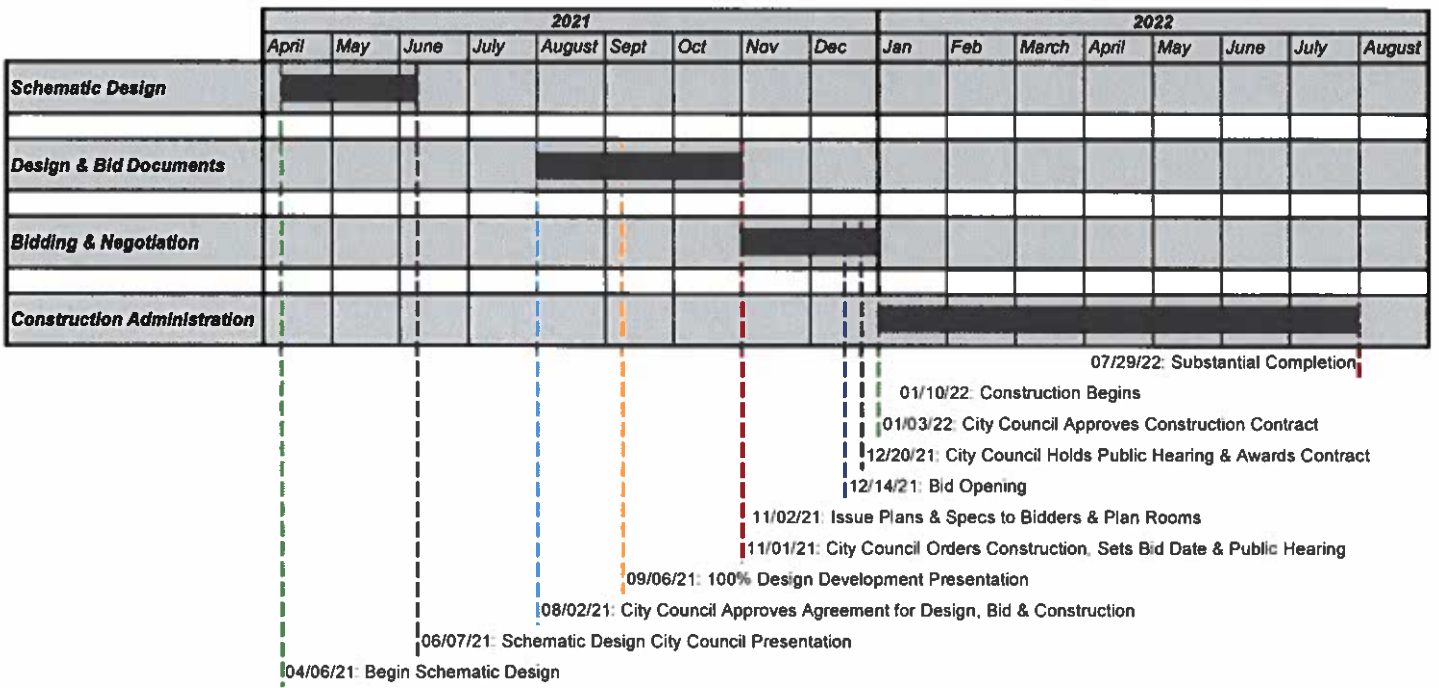 2021 2022
April May June July August Sept Oct Nov Dec Jan Feb March April May June July August
Schematic Design
Design & Bid Documents
Bidding & Negotiation
Construction Administration
07/29/22: Substantial Completion
01/10/22: Construction Begins
01/03/22: City Council Approves Construction Contract
12/20/21: City Council Holds Public Hearing & Awards Contract
12/14/21: Bid Opening
11/02/21: Issue Plans & Specs to Bidders & Plan Rooms
11/01/21: City Council Orders Construction, Sets Bid Date & Public Hearing
09/06/21: 100% Design Development Presentation
08/02/21: City Council Approves Agreement for Design, Bid & Construction
06/07/21: Schematic Design City Council Presentation
04/06/21: Begin Schematic Design